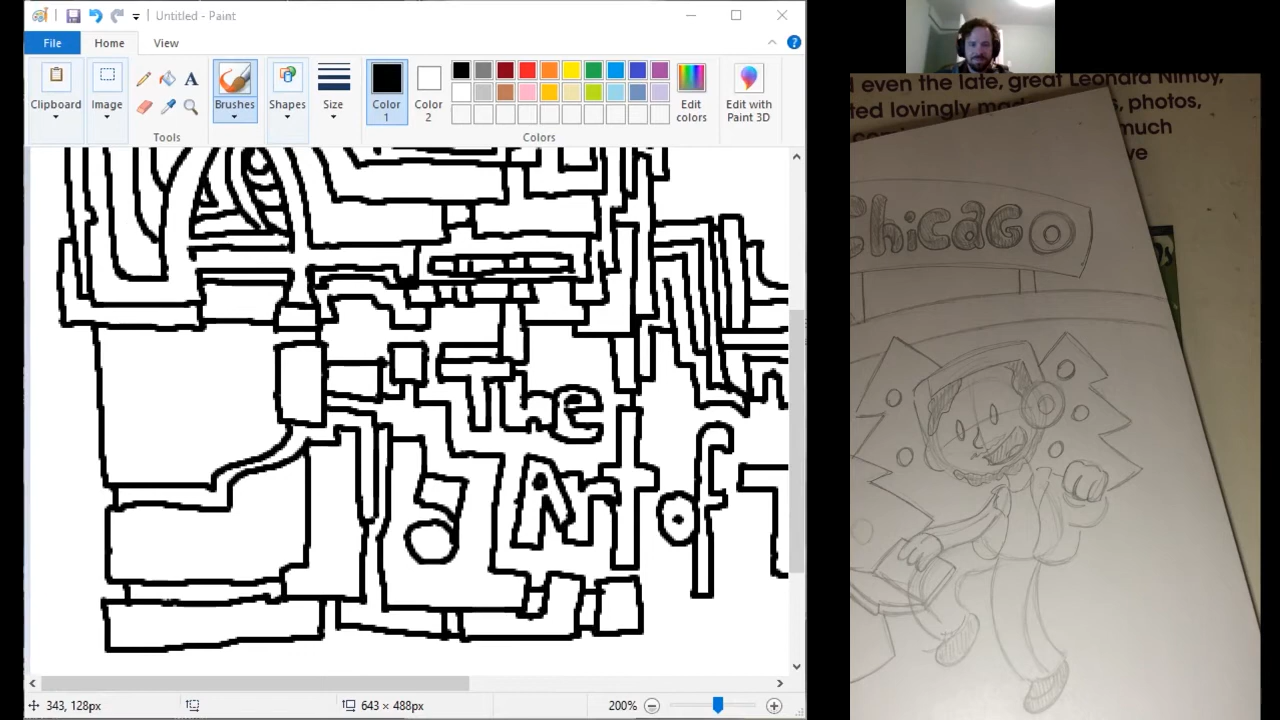 Untitled - Paint
File
Home
View
Clipboard
Image
Tools
Brushes
Shapes
Size
Color 1
Color 2
Edit colors
Colors
Edit with Paint 3D
The
Art of
343, 128px
643 × 488px
200%
even the late, great Leonard Nimoy,
ted lovingly
photos,
much
Chicago